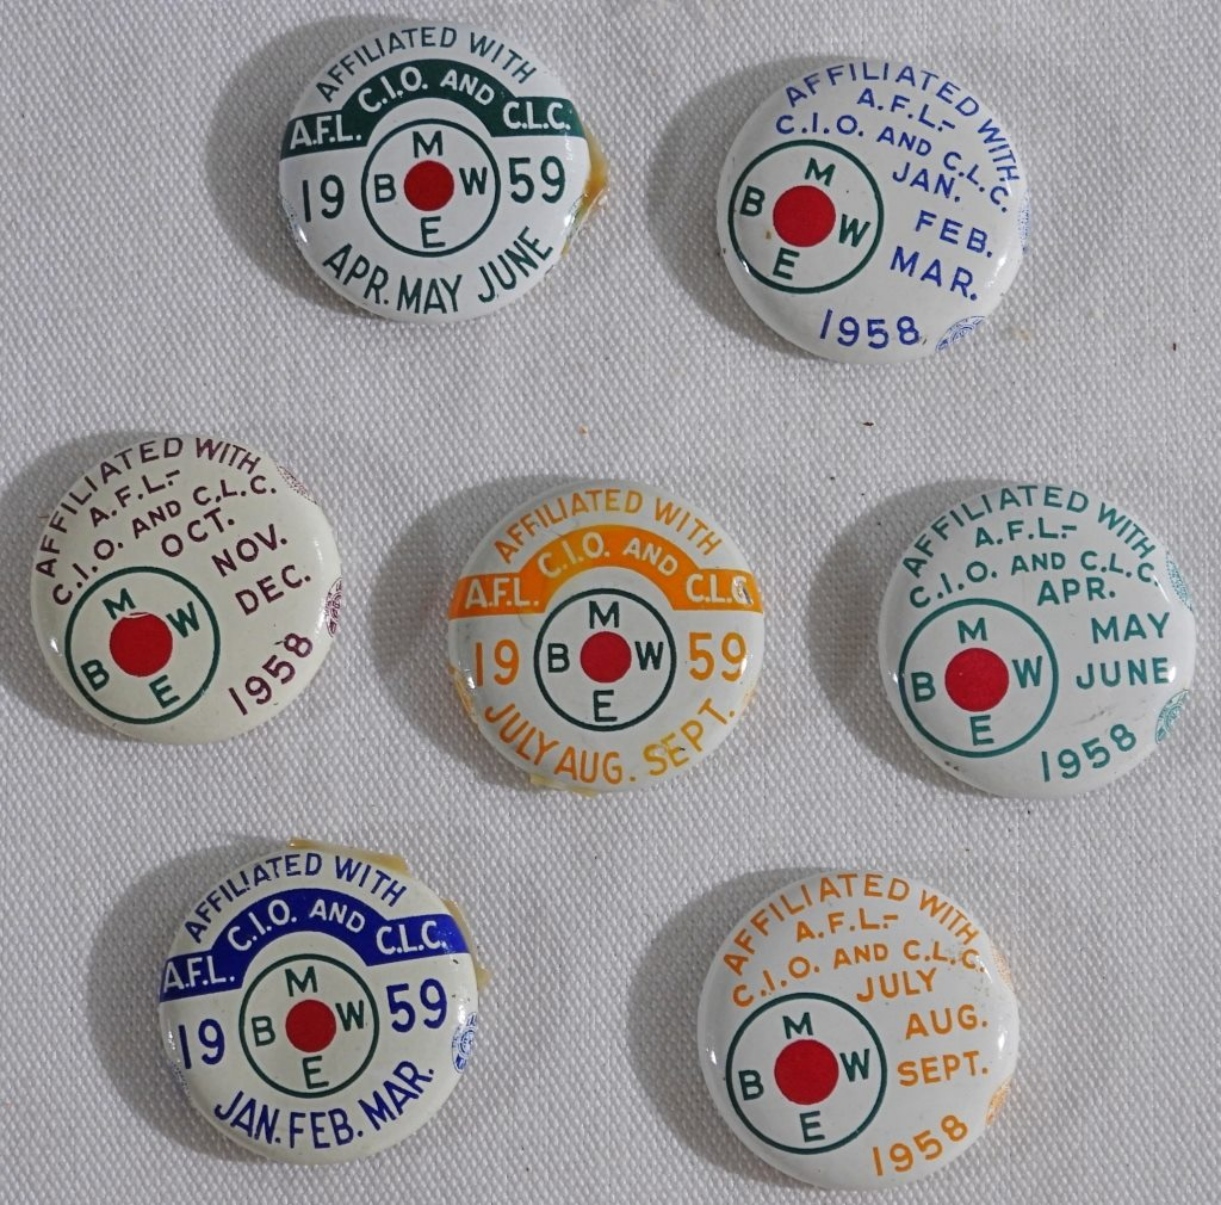 AFFILIATED WITH
A.F.L. C.I.O. AND C.L.C.
19 59
M
B W
E
APR. MAY JUNE
AFFILIATED WITH
A.F.L.-
C.I.O. AND C.L.C.
JAN.
FEB.
MAR.
M
B W
E
1958
AFFILIATED WITH
A.F.L.-
C.I.O. AND C.L.C.
OCT.
NOV.
DEC.
M
B W
E
1958
AFFILIATED WITH
A.F.L. C.I.O. AND C.L.C.
19 59
M
B W
E
JULY AUG. SEPT.
AFFILIATED WITH
A.F.L.-
C.I.O. AND C.L.C.
APR.
MAY
JUNE
M
B W
E
1958
AFFILIATED WITH
A.F.L. C.I.O. AND C.L.C.
19 59
M
B W
E
JAN. FEB. MAR.
AFFILIATED WITH
A.F.L.-
C.I.O. AND C.L.C.
JULY
AUG.
SEPT.
M
B W
E
1958